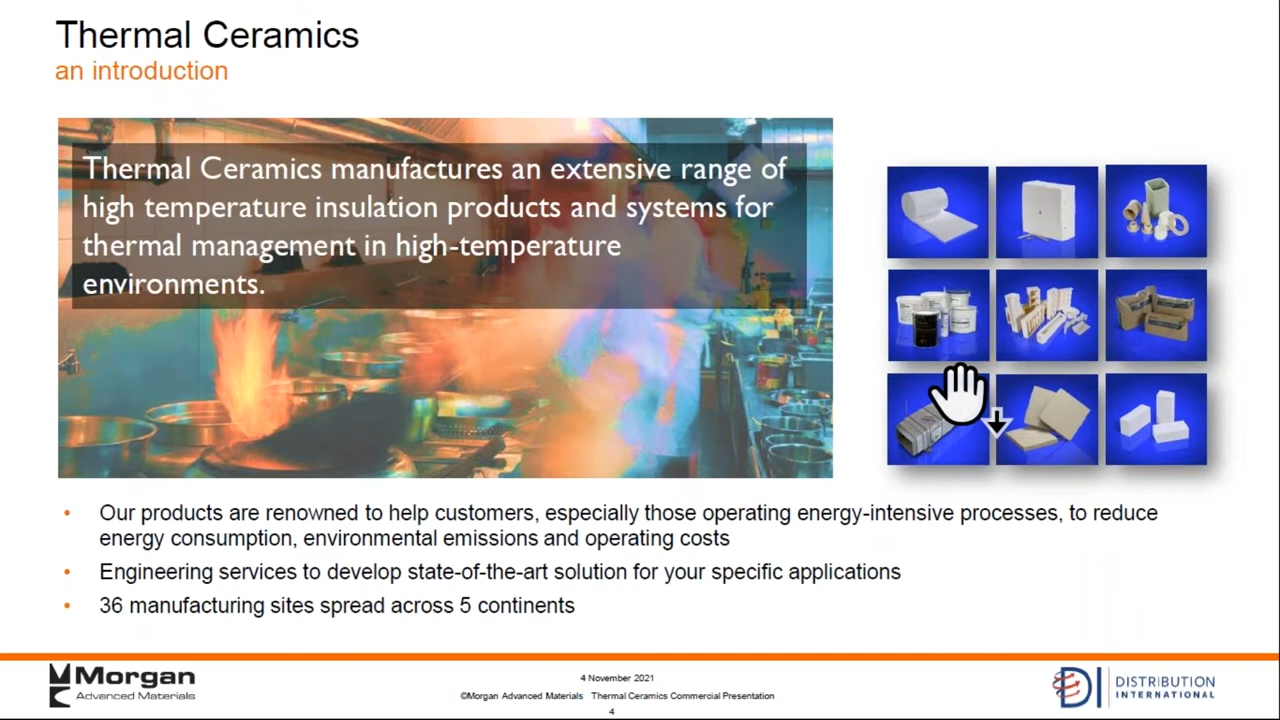 Thermal Ceramics
an introduction
Thermal Ceramics manufactures an extensive range of
high temperature insulation products and systems for
thermal management in high-temperature
environments.
• Our products are renowned to help customers, especially those operating energy-intensive processes, to reduce
energy consumption, environmental emissions and operating costs
• Engineering services to develop state-of-the-art solution for your specific applications
• 36 manufacturing sites spread across 5 continents
Morgan
Advanced Materials
4 November 2021
©Morgan Advanced Materials Thermal Ceramics Commercial Presentation
4
DI DISTRIBUTION
INTERNATIONAL